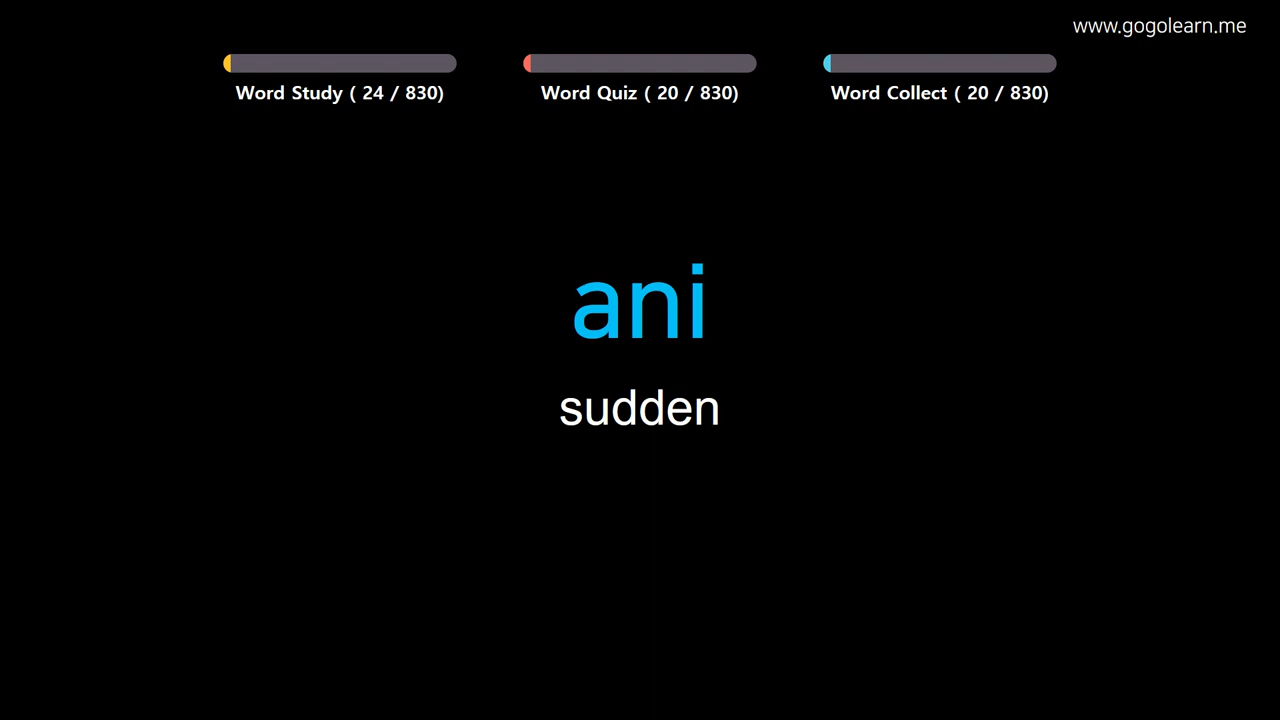 www.gogolearn.me
Word Study ( 24 / 830)
Word Quiz ( 20 / 830)
Word Collect ( 20 / 830)
ani
sudden